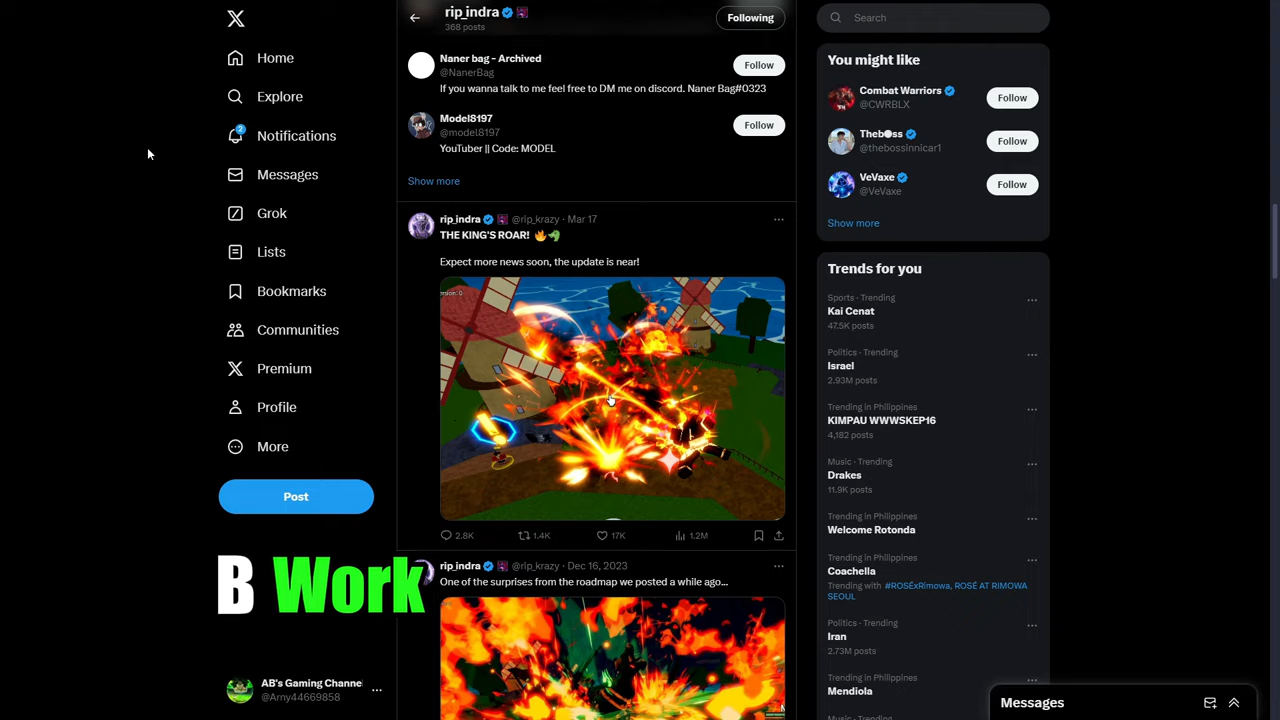 rip_indra
368 posts
Following
Search
Naner bag - Archived
@NanerBag
Follow
If you wanna talk to me feel free to DM me on discord. Naner Bag#0323
Model8197
@model8197
Follow
YouTuber || Code: MODEL
Show more
rip_indra @rip_krazy · Mar 17
THE KING'S ROAR! 🔥🐲
Expect more news soon, the update is near!
2.8K 1.4K 17K 1.2M
rip_indra @rip_krazy · Dec 16, 2023
One of the surprises from the roadmap we posted a while ago...
Home
Explore
2
Notifications
Messages
Grok
Lists
Bookmarks
Communities
Premium
Profile
More
Post
B Work
AB's Gaming Channel
@Arny44669858
You might like
Combat Warriors
@CWRBLX
Follow
@thebossinnicar1
Follow
VeVaxe
@VeVaxe
Follow
Show more
Trends for you
Sports · Trending
Kai Cenat
47.5K posts
Politics · Trending
Israel
2.93M posts
Trending in Philippines
KIMPAU WWWSKEP16
4,182 posts
Music · Trending
Drakes
11.9K posts
Trending in Philippines
Welcome Rotonda
Trending in Philippines
Coachella
Trending with #ROSÉxRimowa, ROSÉ AT RIMOWA
SEOUL
Politics · Trending
Iran
2.73M posts
Trending in Philippines
Mendiola
Messages